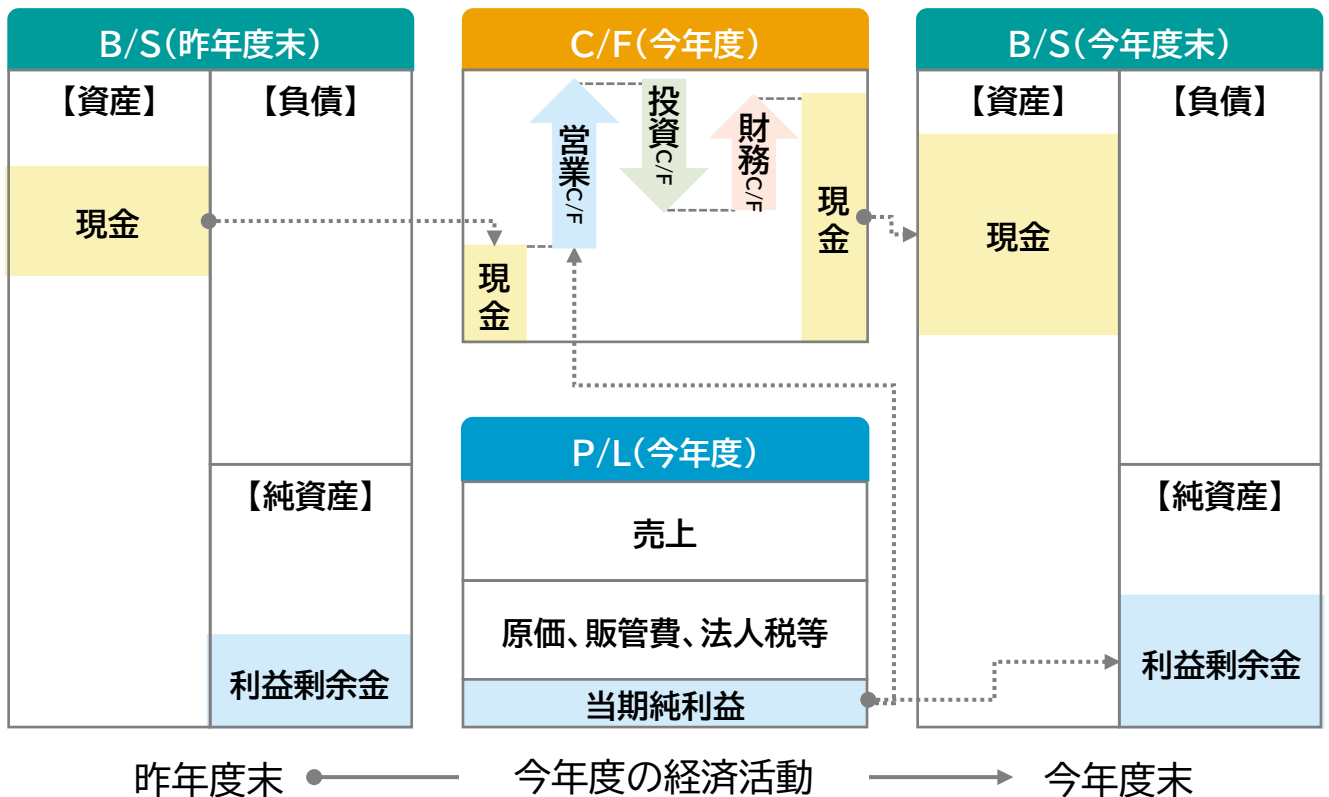 B/S（昨年度末）
【資産】
【負債】
現金
【純資産】
利益剰余金
C/F（今年度）
現金
営業C/F
投資C/F
財務C/F
現金
P/L（今年度）
売上
原価、販管費、法人税等
当期純利益
B/S（今年度末）
【資産】
【負債】
現金
【純資産】
利益剰余金
昨年度末
今年度の経済活動
今年度末